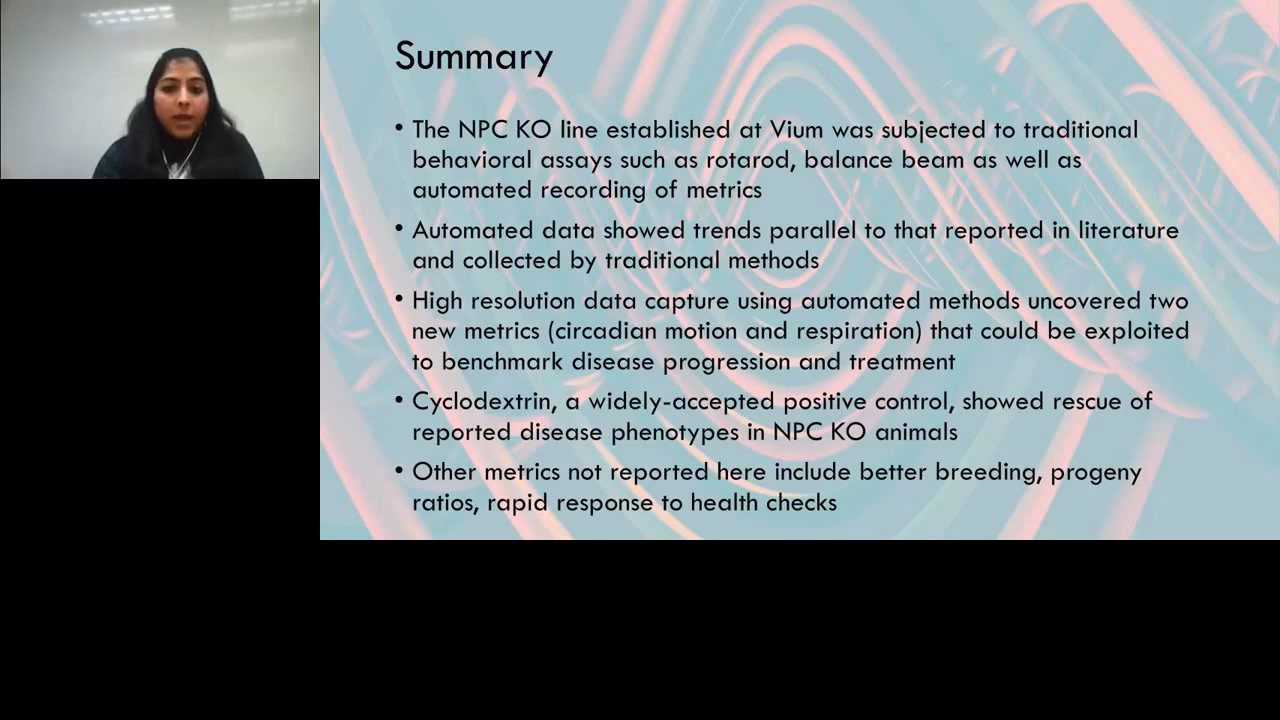 Summary
• The NPC KO line established at Vium was subjected to traditional
behavioral assays such as rotarod, balance beam as well as
automated recording of metrics
• Automated data showed trends parallel to that reported in literature
and collected by traditional methods
• High resolution data capture using automated methods uncovered two
new metrics (circadian motion and respiration) that could be exploited
to benchmark disease progression and treatment
• Cyclodextrin, a widely-accepted positive control, showed rescue of
reported disease phenotypes in NPC KO animals
• Other metrics not reported here include better breeding, progeny
ratios, rapid response to health checks